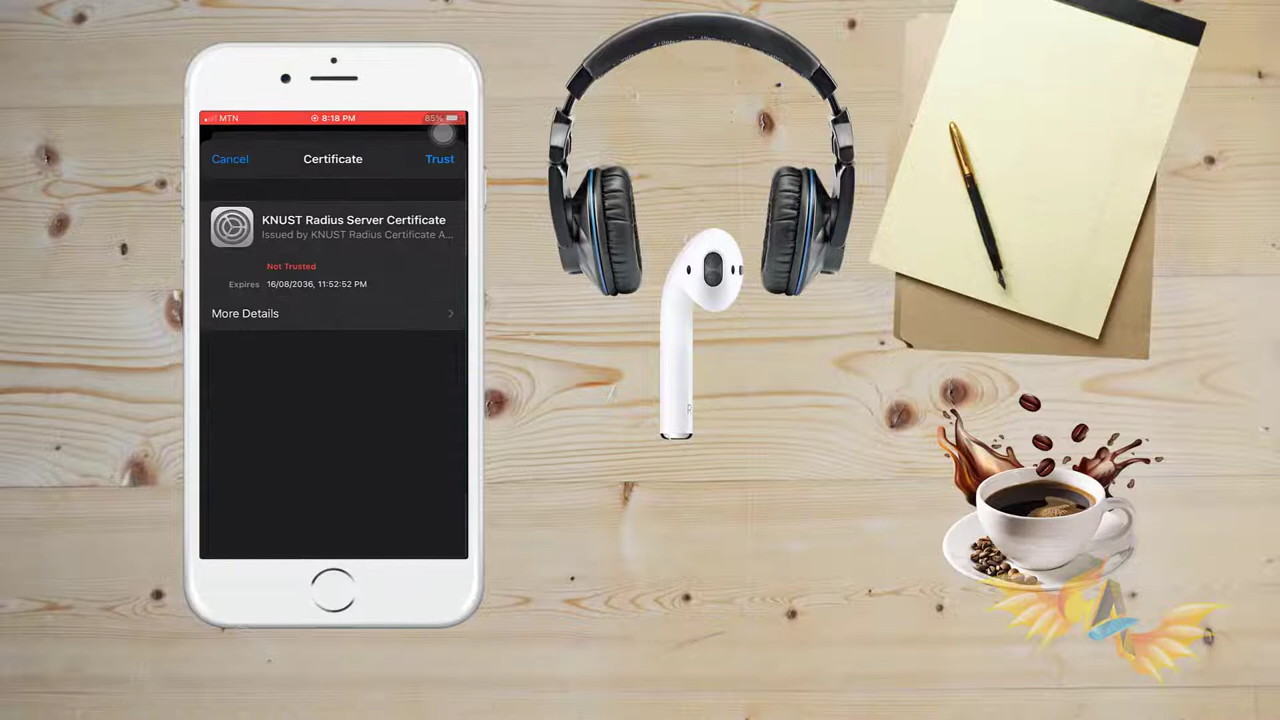 MTN 8:18 PM 85%
Cancel Certificate Trust
KNUST Radius Server Certificate
Issued by KNUST Radius Certificate A...
Not Trusted
Expires 16/08/2036, 11:52:52 PM
More Details
R
A